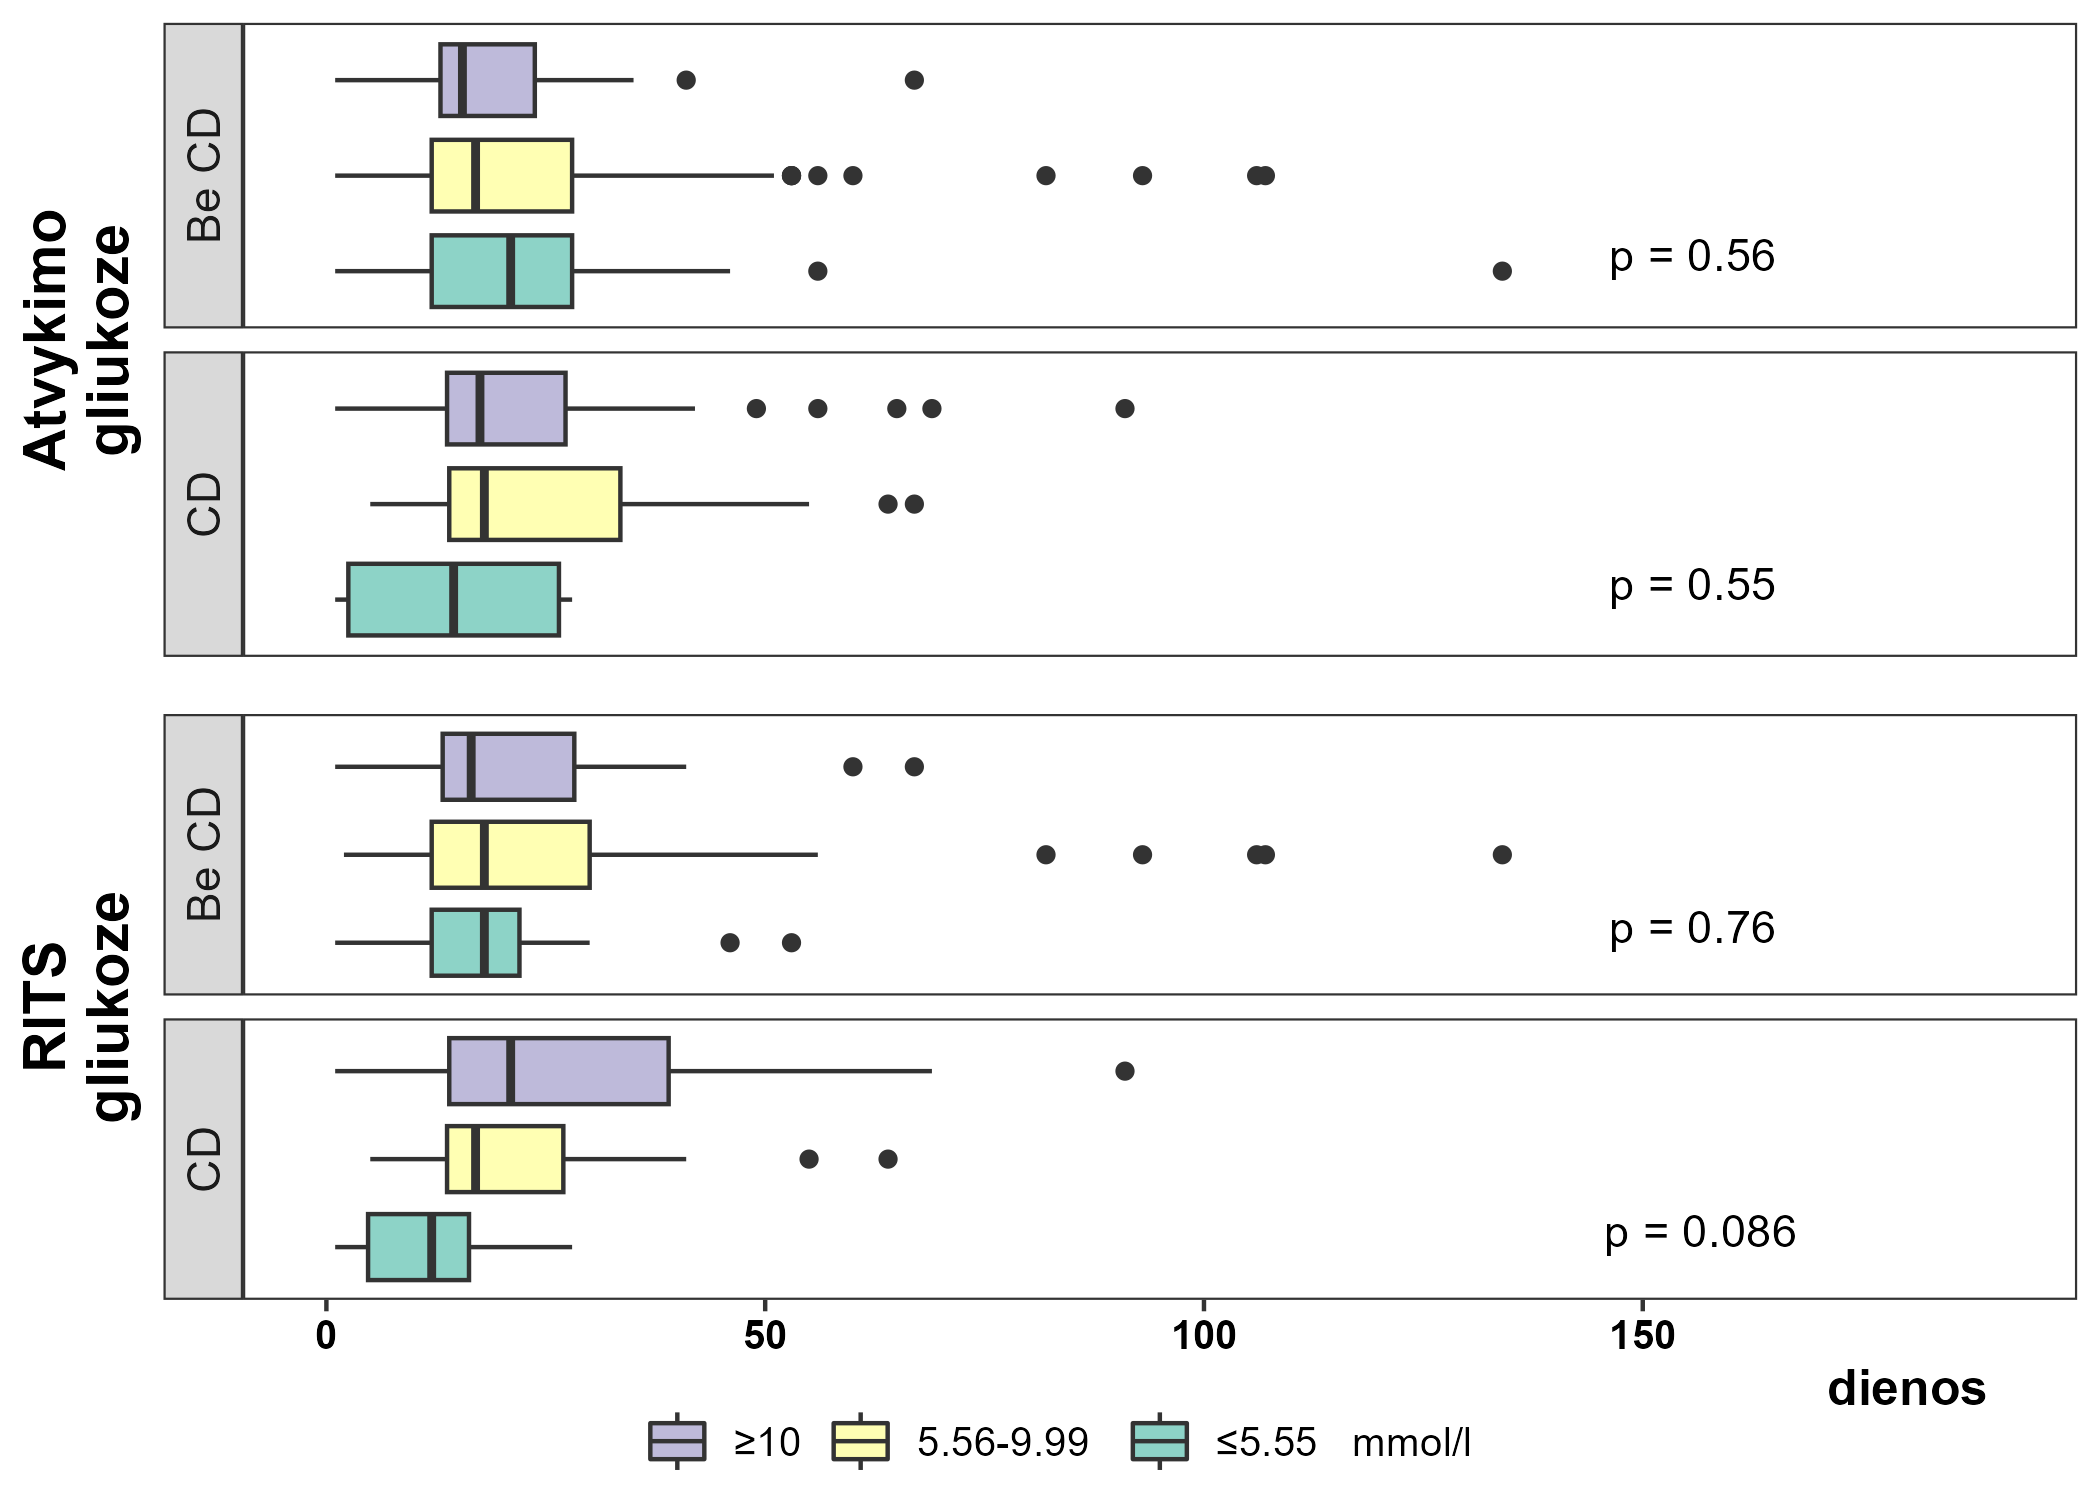 Atvykimo
gliukoze
Be CD
p = 0.56
CD
p = 0.55
RITS
gliukoze
Be CD
p = 0.76
CD
p = 0.086
0 50 100 150
dienos
≥10 5.56-9.99 ≤5.55 mmol/l